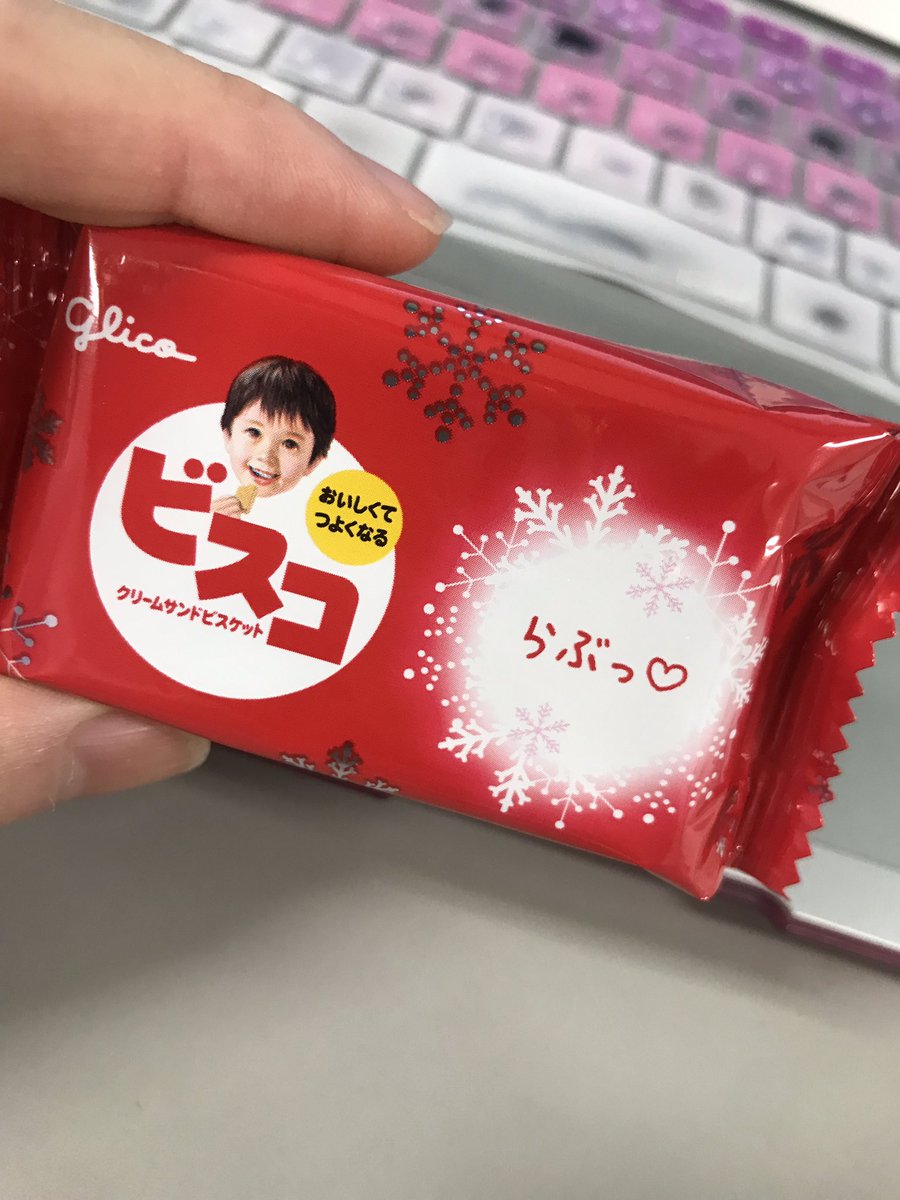 glico
ビスコ
クリームサンドビスケット
おいしくて
つよくなる
らぶっ♡